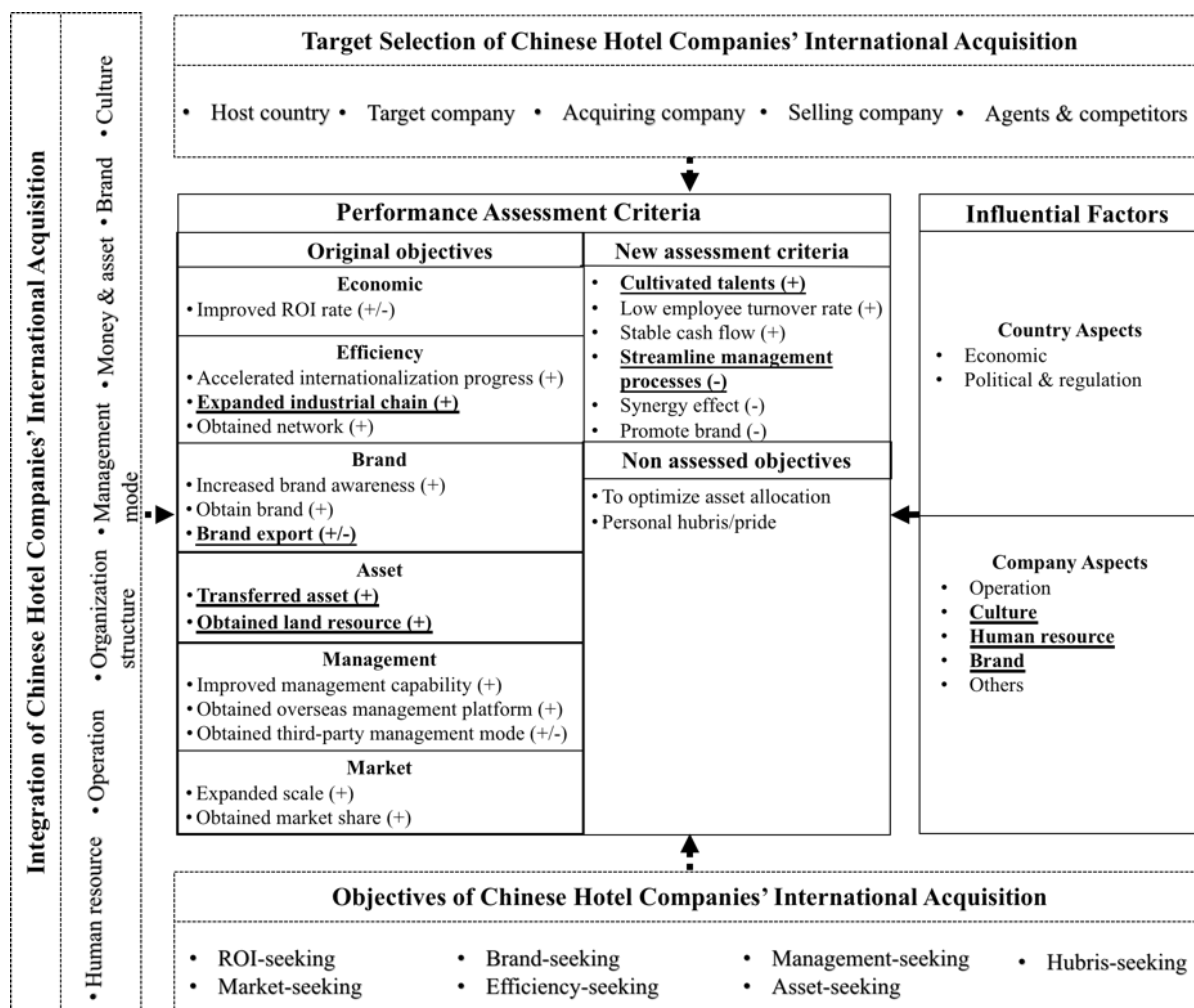 Target Selection of Chinese Hotel Companies' International Acquisition
• Host country • Target company • Acquiring company • Selling company • Agents & competitors
Integration of Chinese Hotel Companies' International Acquisition
• Human resource • Operation • Organization structure • Management mode • Money & asset • Brand • Culture
Performance Assessment Criteria
Original objectives
Economic
• Improved ROI rate (+/-)
Efficiency
• Accelerated internationalization progress (+)
• Expanded industrial chain (+)
• Obtained network (+)
Brand
• Increased brand awareness (+)
• Obtain brand (+)
• Brand export (+/-)
Asset
• Transferred asset (+)
• Obtained land resource (+)
Management
• Improved management capability (+)
• Obtained overseas management platform (+)
• Obtained third-party management mode (+/-)
Market
• Expanded scale (+)
• Obtained market share (+)
New assessment criteria
• Cultivated talents (+)
• Low employee turnover rate (+)
• Stable cash flow (+)
• Streamline management
processes (-)
• Synergy effect (-)
• Promote brand (-)
Non assessed objectives
• To optimize asset allocation
• Personal hubris/pride
Influential Factors
Country Aspects
• Economic
• Political & regulation
Company Aspects
• Operation
• Culture
• Human resource
• Brand
• Others
Objectives of Chinese Hotel Companies' International Acquisition
• ROI-seeking • Brand-seeking • Management-seeking • Hubris-seeking
• Market-seeking • Efficiency-seeking • Asset-seeking